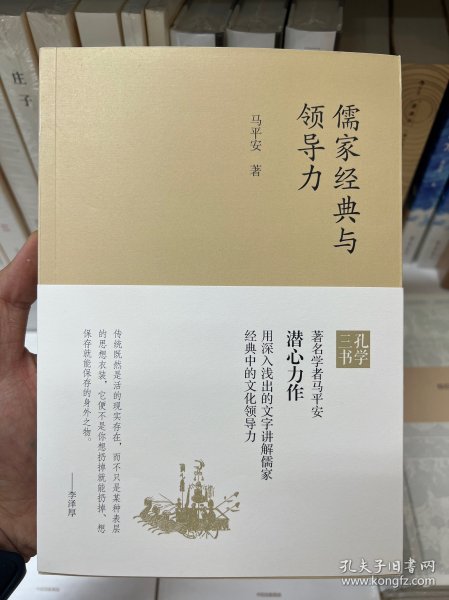 儒家经典与
领导力
马平安 著
孔学
三书
著名学者马平安
潜心力作
用深入浅出的文字讲解儒家
经典中的文化领导力
传统既然是活的现实存在，而不只是某种表层
的思想衣裳，它便不是你想扔掉就能扔掉、想
保存就能保存的身外之物。
——李泽厚
庄子
孔夫子旧书网
www.kongfz.com